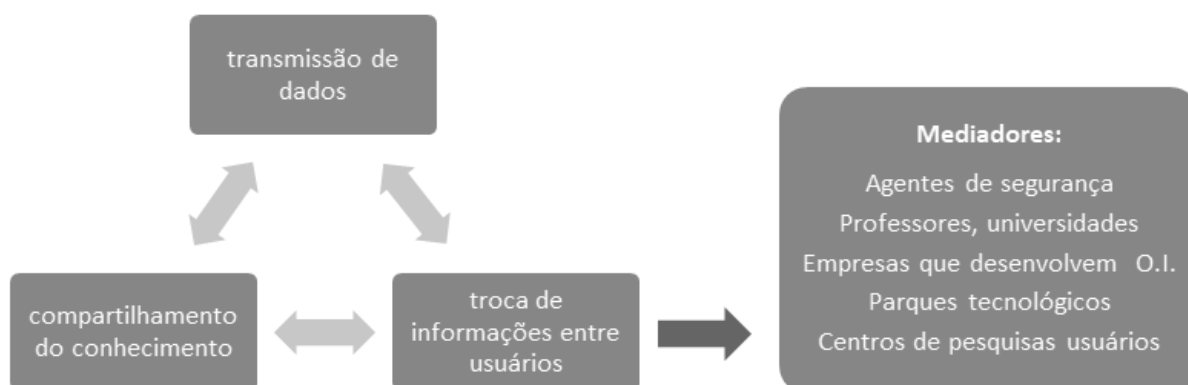 transmissão de
dados
compartilhamento
do conhecimento
troca de
informações entre
usuários
Mediadores:
Agentes de segurança
Professores, universidades
Empresas que desenvolvem O.I.
Parques tecnológicos
Centros de pesquisas usuários